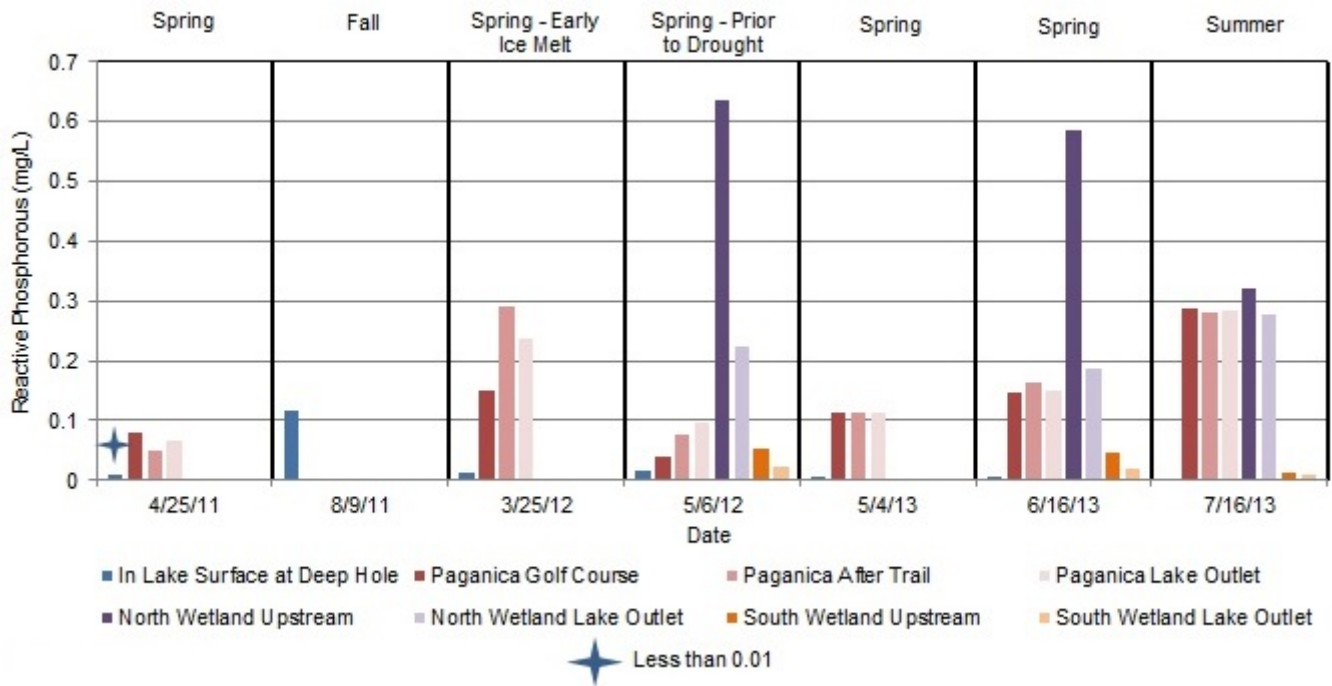 Spring
Fall
Spring - Early
Ice Melt
Spring - Prior
to Drought
Spring
Spring
Summer
0.7
0.6
0.5
0.4
0.3
0.2
0.1
0
Reactive Phosphorous (mg/L)
4/25/11
8/9/11
3/25/12
5/6/12
5/4/13
6/16/13
7/16/13
Date
In Lake Surface at Deep Hole
Paganica Golf Course
Paganica After Trail
Paganica Lake Outlet
North Wetland Upstream
North Wetland Lake Outlet
South Wetland Upstream
South Wetland Lake Outlet
Less than 0.01